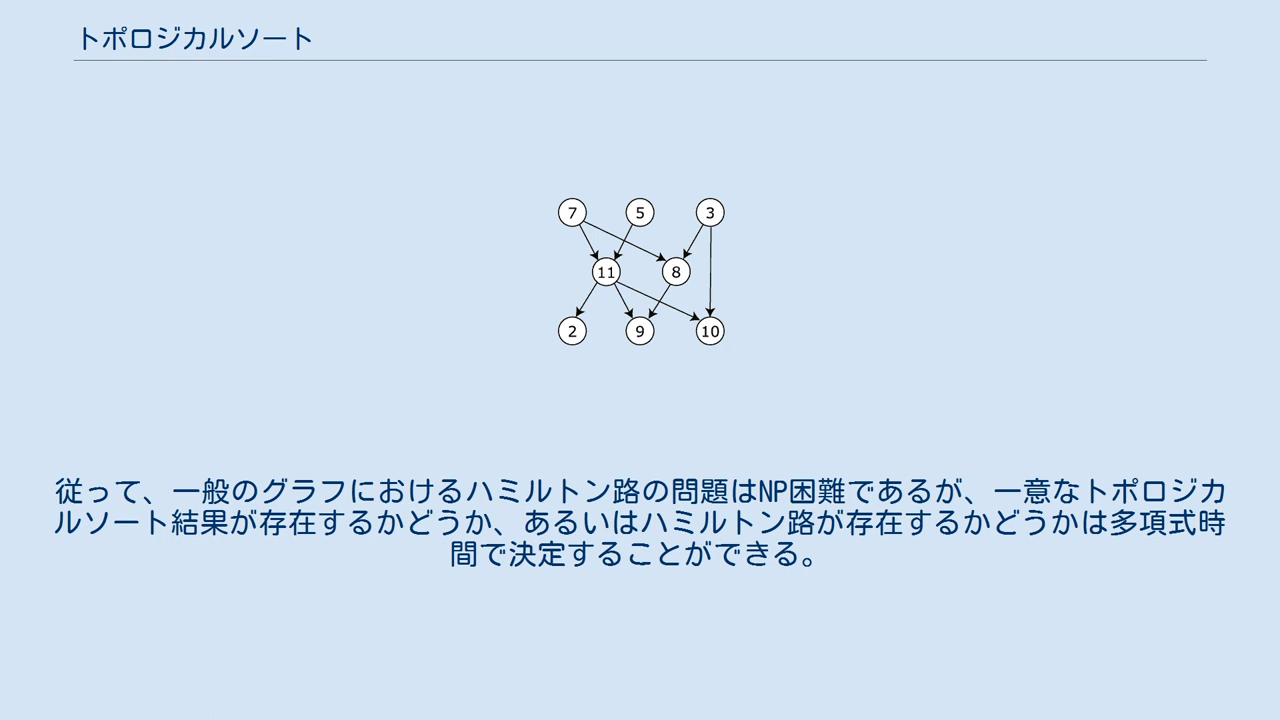 トポロジカルソート
7 5 3
11 8
2 9 10
従って、一般のグラフにおけるハミルトン路の問題はNP困難であるが、一意なトポロジカ
ルソート結果が存在するかどうか、あるいはハミルトン路が存在するかどうかは多項式時
間で決定することができる。